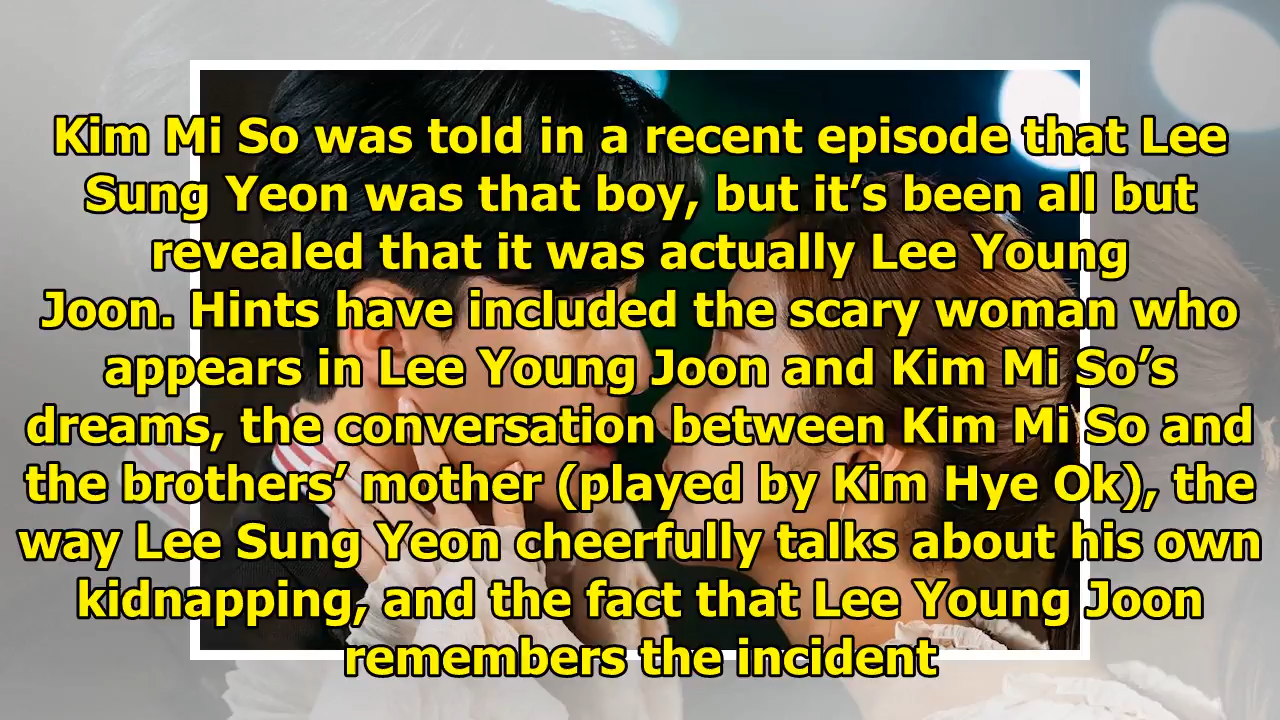 Kim Mi So was told in a recent episode that Lee
Sung Yeon was that boy, but it’s been all but
revealed that it was actually Lee Young
Joon. Hints have included the scary woman who
appears in Lee Young Joon and Kim Mi So’s
dreams, the conversation between Kim Mi So and
the brothers’ mother (played by Kim Hye Ok), the
way Lee Sung Yeon cheerfully talks about his own
kidnapping, and the fact that Lee Young Joon
remembers the incident